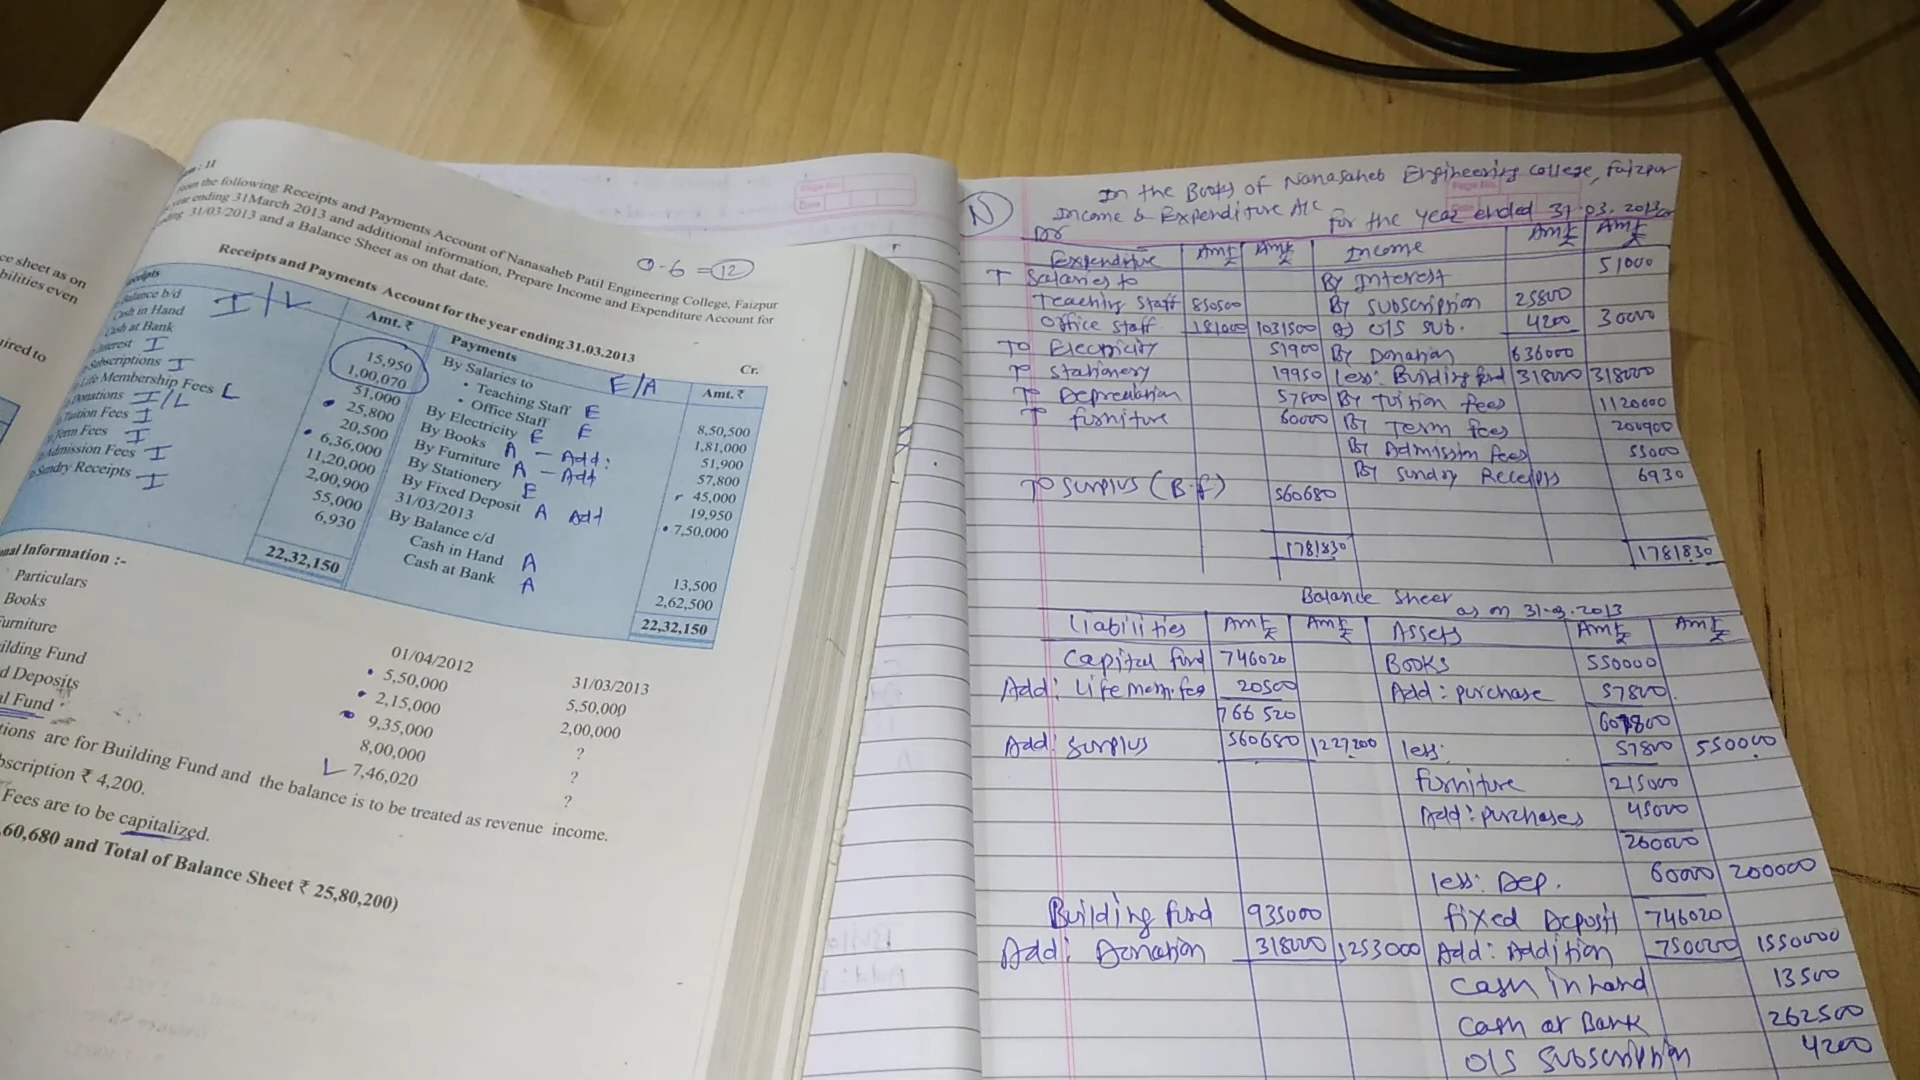 : 11
the following Receipts and Payments Account of Nanasaheb Patil Engineering College, Faizpur
year ending 31March 2013 and additional information, Prepare Income and Expenditure Account for
31/03/2013 and a Balance Sheet as on that date.
0-6 = 12
Receipts and Payments Account for the year ending 31.03.2013
Cr.
Amt. ₹
Payments
Amt. ₹
I/L
E/A
Balance b/d
Cash in Hand 15,950
Cash at Bank 1,00,070
Interest I 51,000
Subscriptions I 25,800
Life Membership Fees L 20,500
Donations I/L 6,36,000
Tuition Fees I 11,20,000
Term Fees I 2,00,900
Admission Fees I 55,000
Sundry Receipts I 6,930
22,32,150
By Salaries to
• Teaching Staff E 8,50,500
• Office Staff E 1,81,000
By Electricity E 51,900
By Books A - Add: 57,800
By Furniture A - Add 45,000
By Stationery E 19,950
By Fixed Deposit A Add 7,50,000
31/03/2013
By Balance c/d
Cash in Hand A 13,500
Cash at Bank A 2,62,500
22,32,150
nal Information :-
Particulars 01/04/2012 31/03/2013
Books 5,50,000 5,50,000
urniture 2,15,000 2,00,000
ilding Fund 9,35,000 ?
d Deposits 8,00,000 ?
al Fund L 7,46,020 ?
tions are for Building Fund and the balance is to be treated as revenue income.
bscription ₹ 4,200.
Fees are to be capitalized.
60,680 and Total of Balance Sheet ₹ 25,80,200)
ce sheet as on
bilities even
uired to
Page No.
Date
N
In the Books of Nanasaheb Engineering College, Faizpur
Income & Expenditure A/c for the year ended 31.03.2013
Dr Cr
Expenditure Amt ₹ Amt ₹ Income Amt ₹ Amt ₹
T Salaries to By Interest 51000
Teaching Staff 850500 By Subscription 25800
Office Staff 181000 1031500 O/S Sub. 4200 30000
To Electricity 51900 By Donation 636000
To Stationery 19950 Less: Building fund 318000 318000
To Depreciation 57800 By Tuition fees 1120000
furniture 60000 By Term fees 200900
By Admission fees 55000
By Sundry Receipts 6930
To Surplus (B.f) 560680
1781830 1781830
Balance Sheet
as on 31-03-2013
Liabilities Amt ₹ Amt ₹ Assets Amt ₹ Amt ₹
Capital fund 746020 Books 550000
Add: Life mem. fee 20500 Add: purchase 57800
766520 607800
Add: Surplus 560680 1227200 less: 57800 550000
furniture 215000
Add: purchases 45000
260000
less: Dep. 60000 200000
Building fund 935000 fixed Deposit 746020
Add: Donation 318000 1253000 Add: Addition 750000 1550000
Cash in hand 13500
Cash at Bank 262500
O/S Subscription 4200